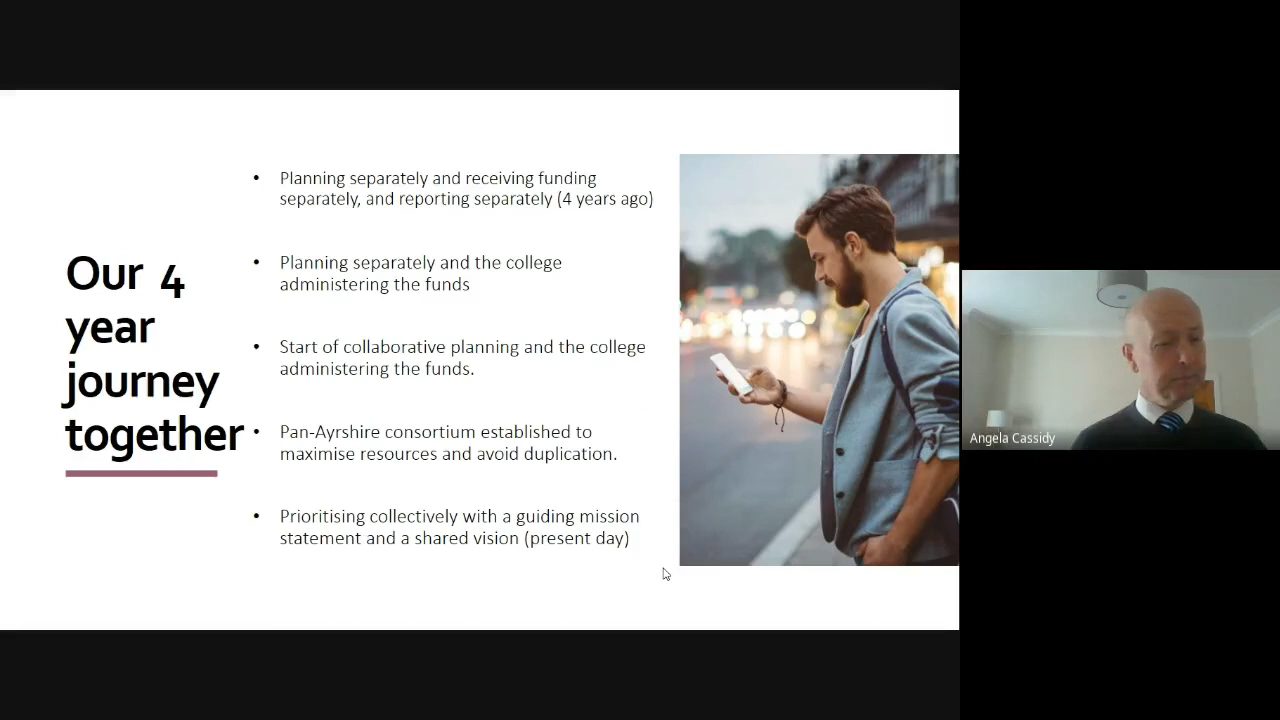 Our 4
year
journey
together
• Planning separately and receiving funding
separately, and reporting separately (4 years ago)
• Planning separately and the college
administering the funds
• Start of collaborative planning and the college
administering the funds.
• Pan-Ayrshire consortium established to
maximise resources and avoid duplication.
• Prioritising collectively with a guiding mission
statement and a shared vision (present day)
Angela Cassidy